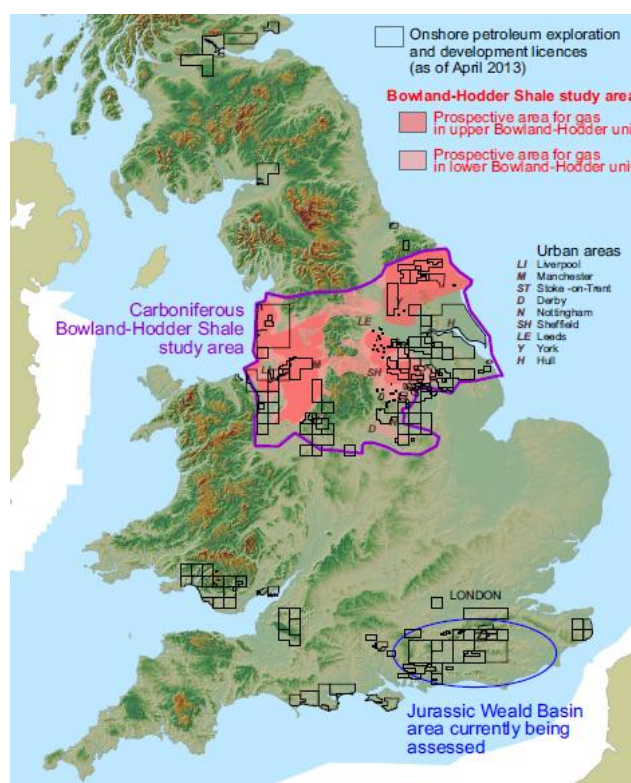 Onshore petroleum exploration
and development licences
(as of April 2013)
Bowland-Hodder Shale study area
Prospective area for gas
in upper Bowland-Hodder uni
Prospective area for gas
in lower Bowland-Hodder uni
Urban areas
LI Liverpool
M Manchester
ST Stoke-on-Trent
D Derby
N Nottingham
SH Sheffield
LE Leeds
Y York
H Hull
Carboniferous
Bowland-Hodder Shale
study area
Y
LE
H
LI
M
SH
D
N
LONDON
Jurassic Weald Basin
area currently being
assessed